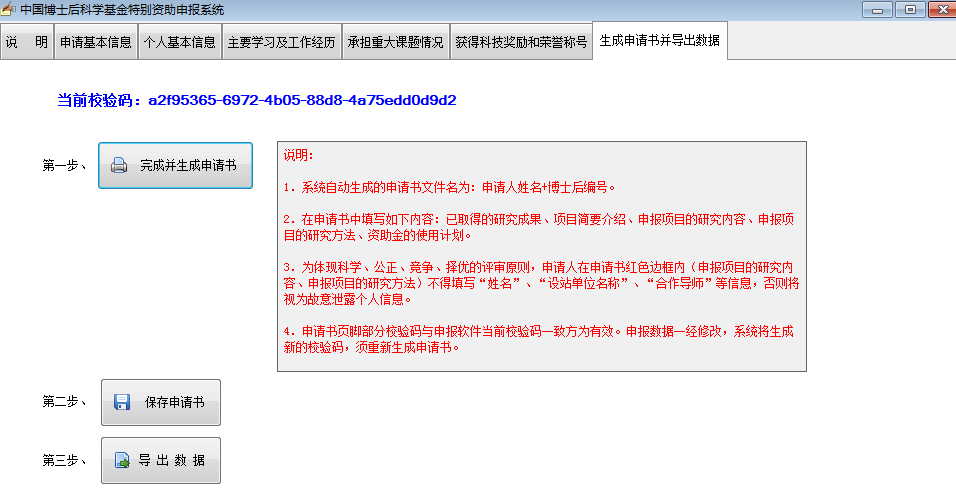 中国博士后科学基金特别资助申报系统
说 明 申请基本信息 个人基本信息 主要学习及工作经历 承担重大课题情况 获得科技奖励和荣誉称号 生成申请书并导出数据
当前校验码：a2f95365-6972-4b05-88d8-4a75edd0d9d2
第一步、 完成并生成申请书
说明：
1．系统自动生成的申请书文件名为：申请人姓名+博士后编号。
2．在申请书中填写如下内容：已取得的研究成果、项目简要介绍、申报项目的研究内容、申报项
目的研究方法、资助金的使用计划。
3．为体现科学、公正、竞争、择优的评审原则，申请人在申请书红色边框内（申报项目的研究内
容、申报项目的研究方法）不得填写“姓名”、“设站单位名称”、“合作导师”等信息，否则将
视为故意泄露个人信息。
4．申请书页脚部分校验码与申报软件当前校验码一致方为有效。申报数据一经修改，系统将生成
新的校验码，须重新生成申请书。
第二步、 保存申请书
第三步、 导 出 数 据